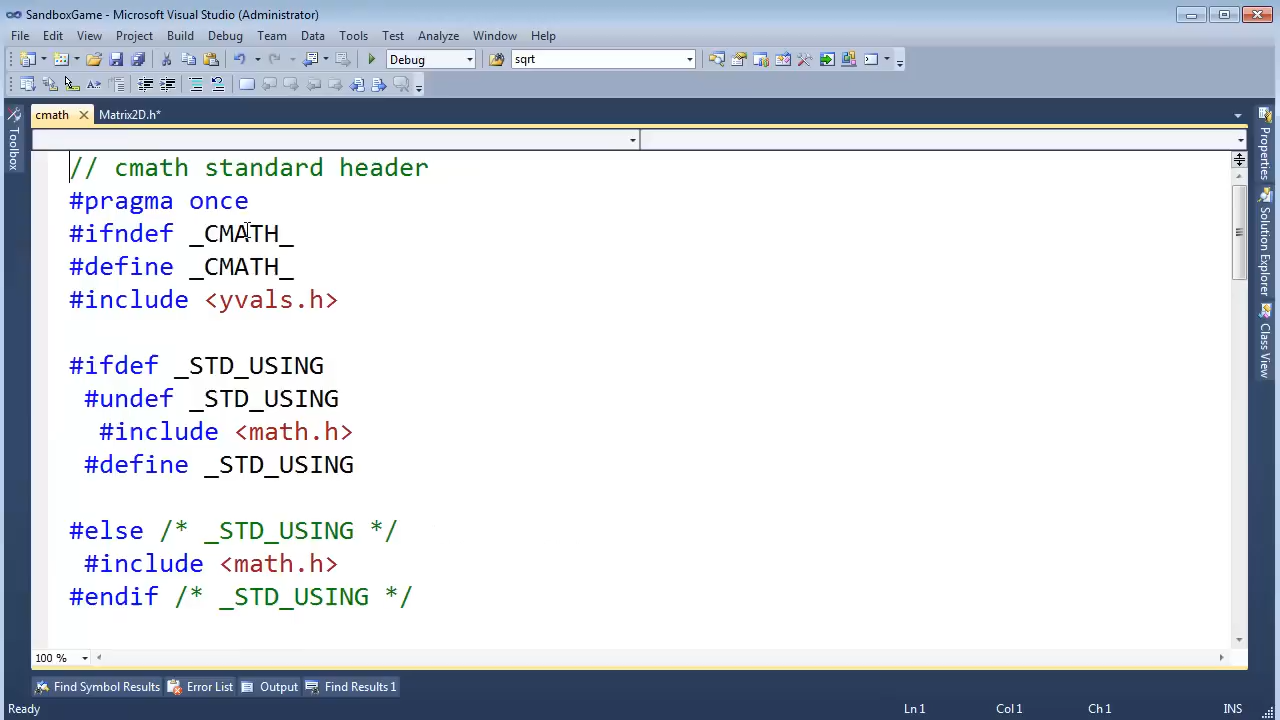 SandboxGame - Microsoft Visual Studio (Administrator)
File Edit View Project Build Debug Team Data Tools Test Analyze Window Help
Debug sqrt
cmath Matrix2D.h*
Toolbox
// cmath standard header
#pragma once
#ifndef _CMATH_
#define _CMATH_
#include <yvals.h>
#ifdef _STD_USING
#undef _STD_USING
#include <math.h>
#define _STD_USING
#else /* _STD_USING */
#include <math.h>
#endif /* _STD_USING */
Properties
Solution Explorer
Class View
100 %
Find Symbol Results Error List Output Find Results 1
Ready Ln 1 Col 1 Ch 1 INS